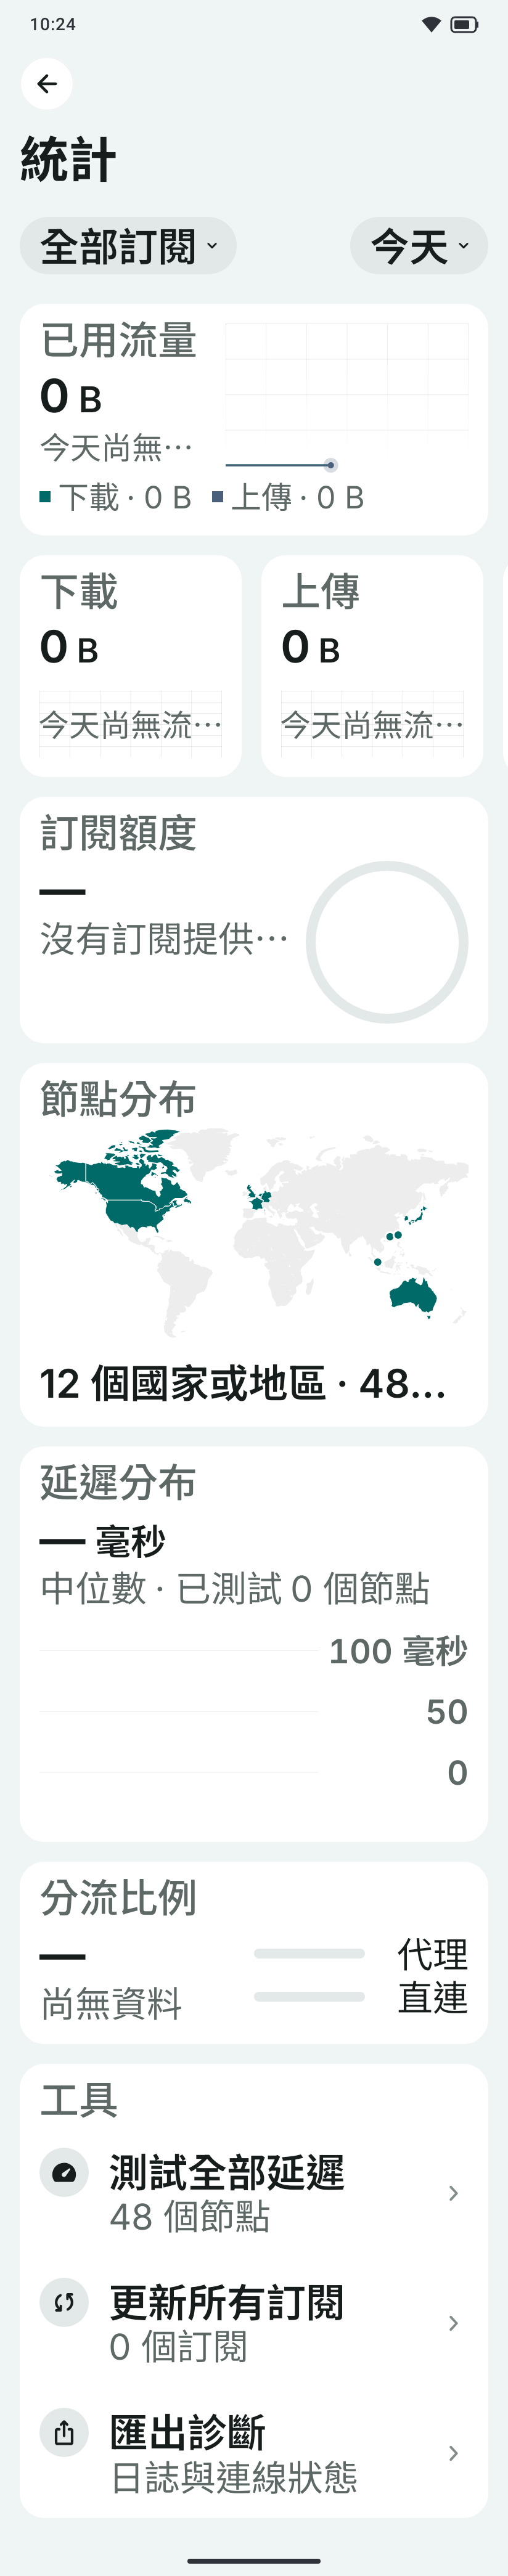 10:24
統計
全部訂閱
今天
已用流量
0 B
今天尚無…
下載 · 0 B
上傳 · 0 B
下載
0 B
今天尚無流…
上傳
0 B
今天尚無流…
訂閱額度
—
沒有訂閱提供…
節點分布
12 個國家或地區 · 48…
延遲分布
— 毫秒
中位數 · 已測試 0 個節點
100 毫秒
50
0
分流比例
—
尚無資料
代理
直連
工具
測試全部延遲
48 個節點
更新所有訂閱
0 個訂閱
匯出診斷
日誌與連線狀態